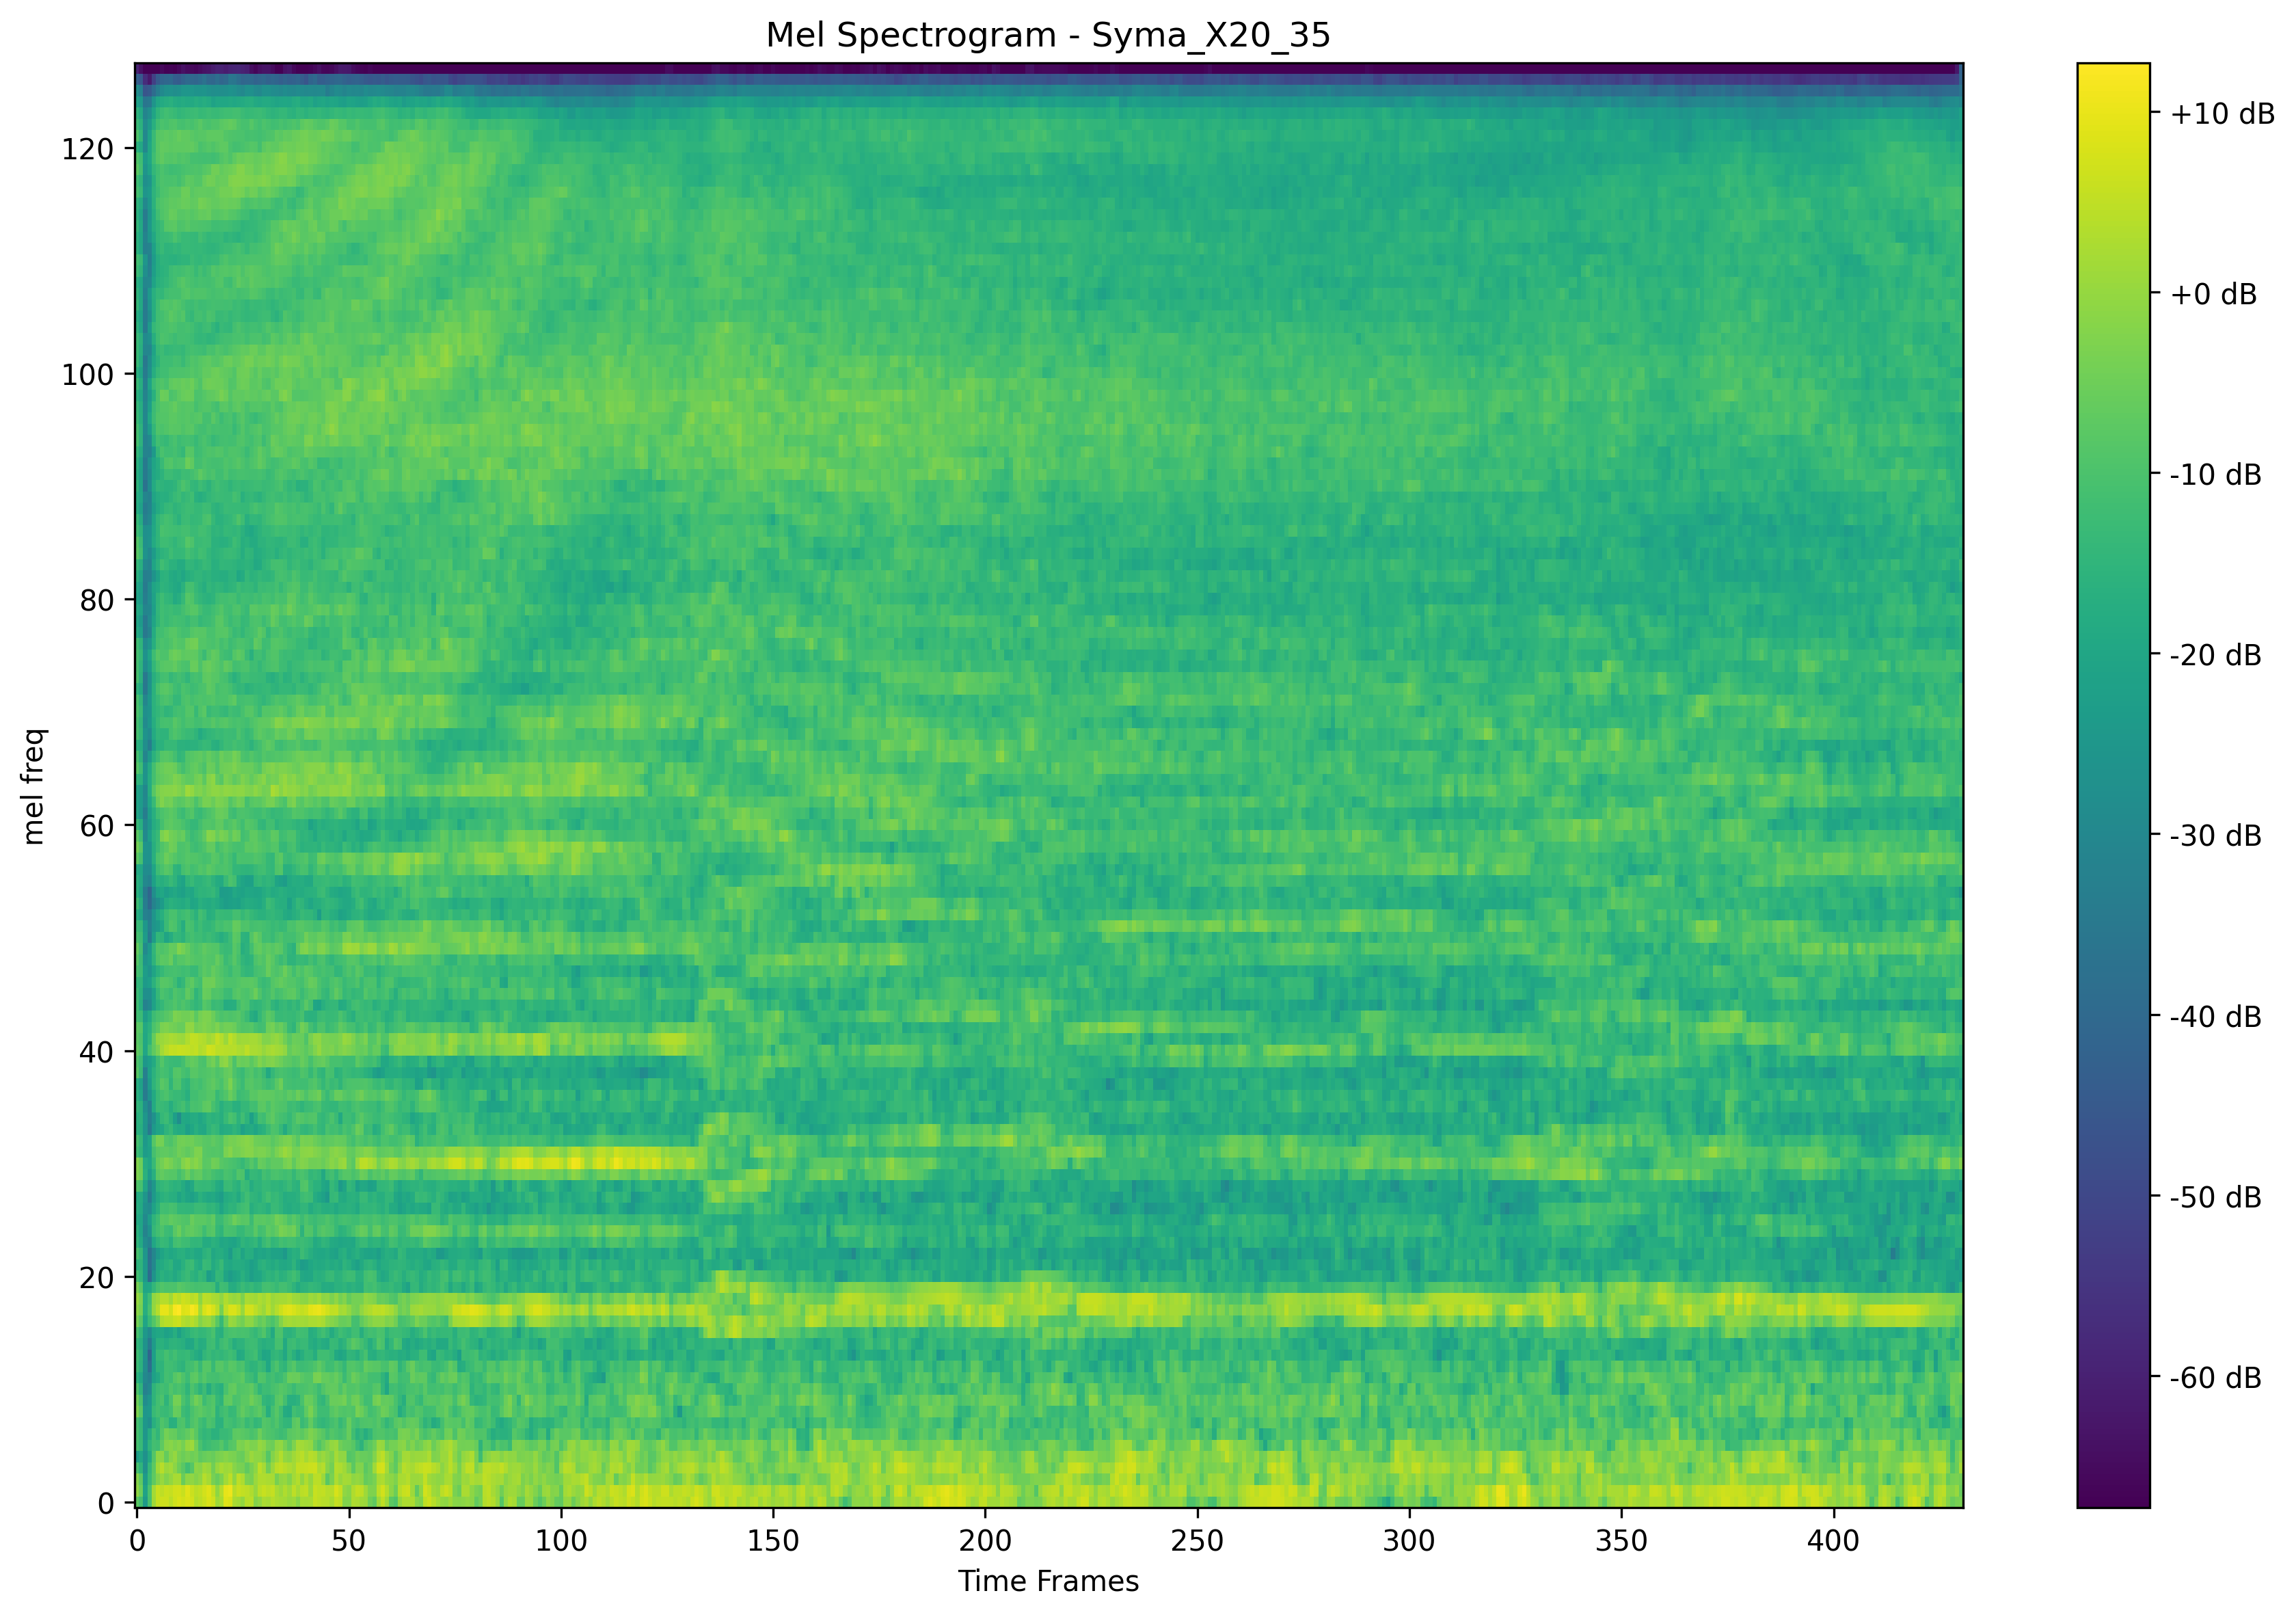 Mel Spectrogram - Syma_X20_35
mel freq
120
100
80
60
40
20
0
0 50 100 150 200 250 300 350 400
Time Frames
+10 dB
+0 dB
-10 dB
-20 dB
-30 dB
-40 dB
-50 dB
-60 dB